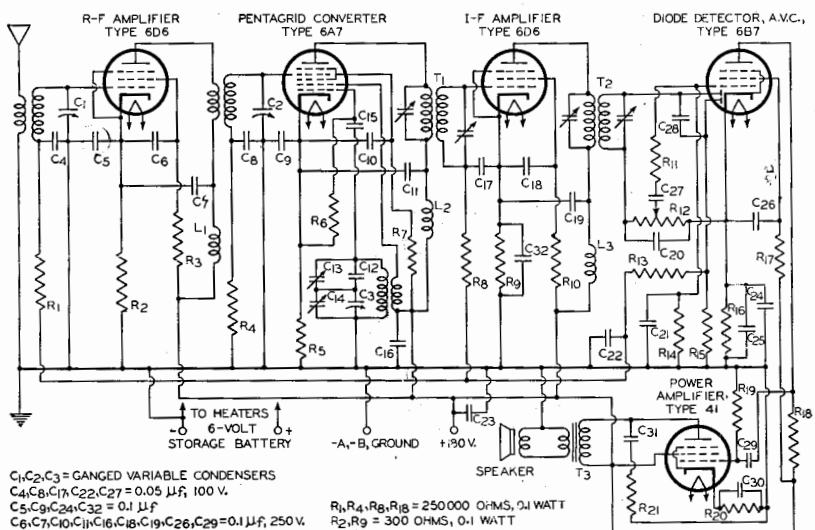 R-F AMPLIFIER
TYPE 6D6
PENTAGRID CONVERTER
TYPE 6A7
I-F AMPLIFIER
TYPE 6D6
DIODE DETECTOR, A.V.C.,
TYPE 6B7
C1
C4
C5
C6
C7
L1
R1
R2
R3
C2
C8
C9
C15
C10
C11
T1
R4
R5
R6
R7
L2
C13
C12
C14
C3
C16
C17
C18
C19
C32
R8
R9
R10
L3
T2
C28
R11
C27
R12
C20
R13
C26
R17
C21
C22
R14
R15
R16
C24
C25
R19
R18
C23
TO HEATERS
6-VOLT
- +
STORAGE BATTERY
-A,-B, GROUND
+180 V.
SPEAKER
T3
C31
R21
POWER
AMPLIFIER,
TYPE 41
C29
C30
R20
C1,C2,C3 = GANGED VARIABLE CONDENSERS
C4,C8,C17,C22,C27 = 0.05 µf, 100 V.
C5,C9,C24,C32 = 0.1 µf
C6,C7,C10,C11,C16,C18,C19,C26,C29=0.1 µf, 250 V.
R1,R4,R8,R18 = 250000 OHMS, 0.1 WATT
R2,R9 = 300 OHMS, 0.1 WATT